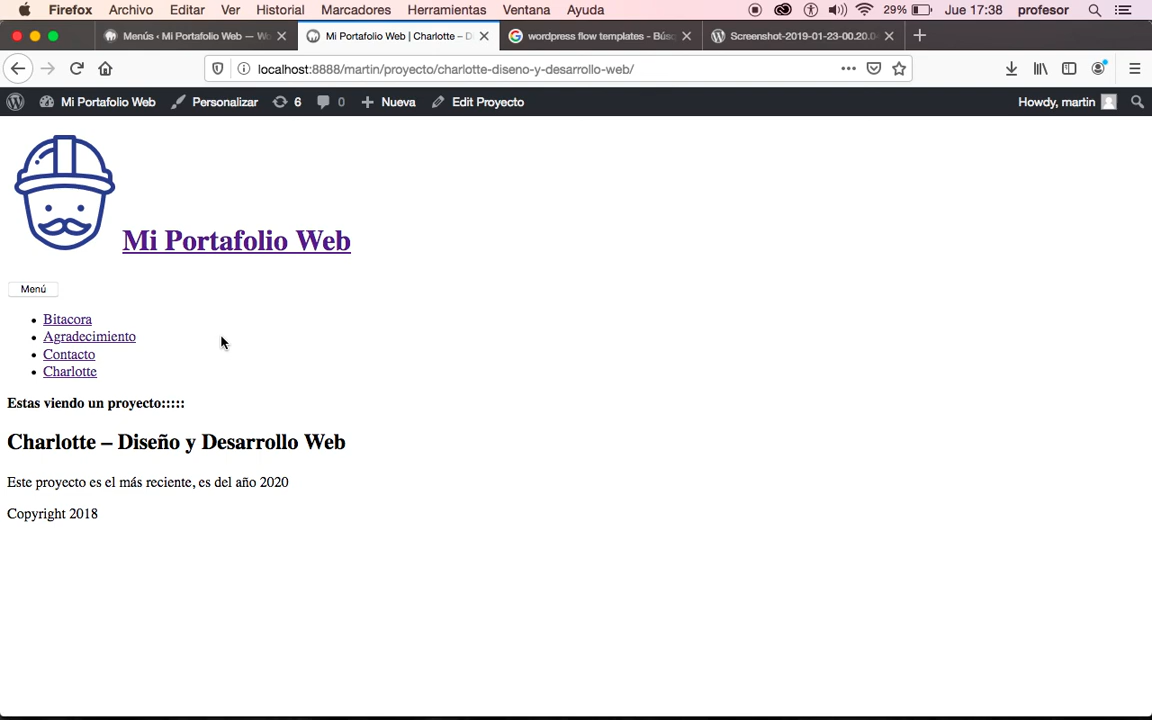 Firefox Archivo Editar Ver Historial Marcadores Herramientas Ventana Ayuda 29% Jue 17:38 profesor
Menús ‹ Mi Portafolio Web — Wo Mi Portafolio Web | Charlotte – D wordpress flow templates - Búsq Screenshot-2019-01-23-00.20.0
localhost:8888/martin/proyecto/charlotte-diseno-y-desarrollo-web/
Mi Portafolio Web Personalizar 6 0 Nueva Edit Proyecto Howdy, martin
Mi Portafolio Web
Menú
Bitacora
Agradecimiento
Contacto
Charlotte
Estas viendo un proyecto:::::
Charlotte – Diseño y Desarrollo Web
Este proyecto es el más reciente, es del año 2020
Copyright 2018